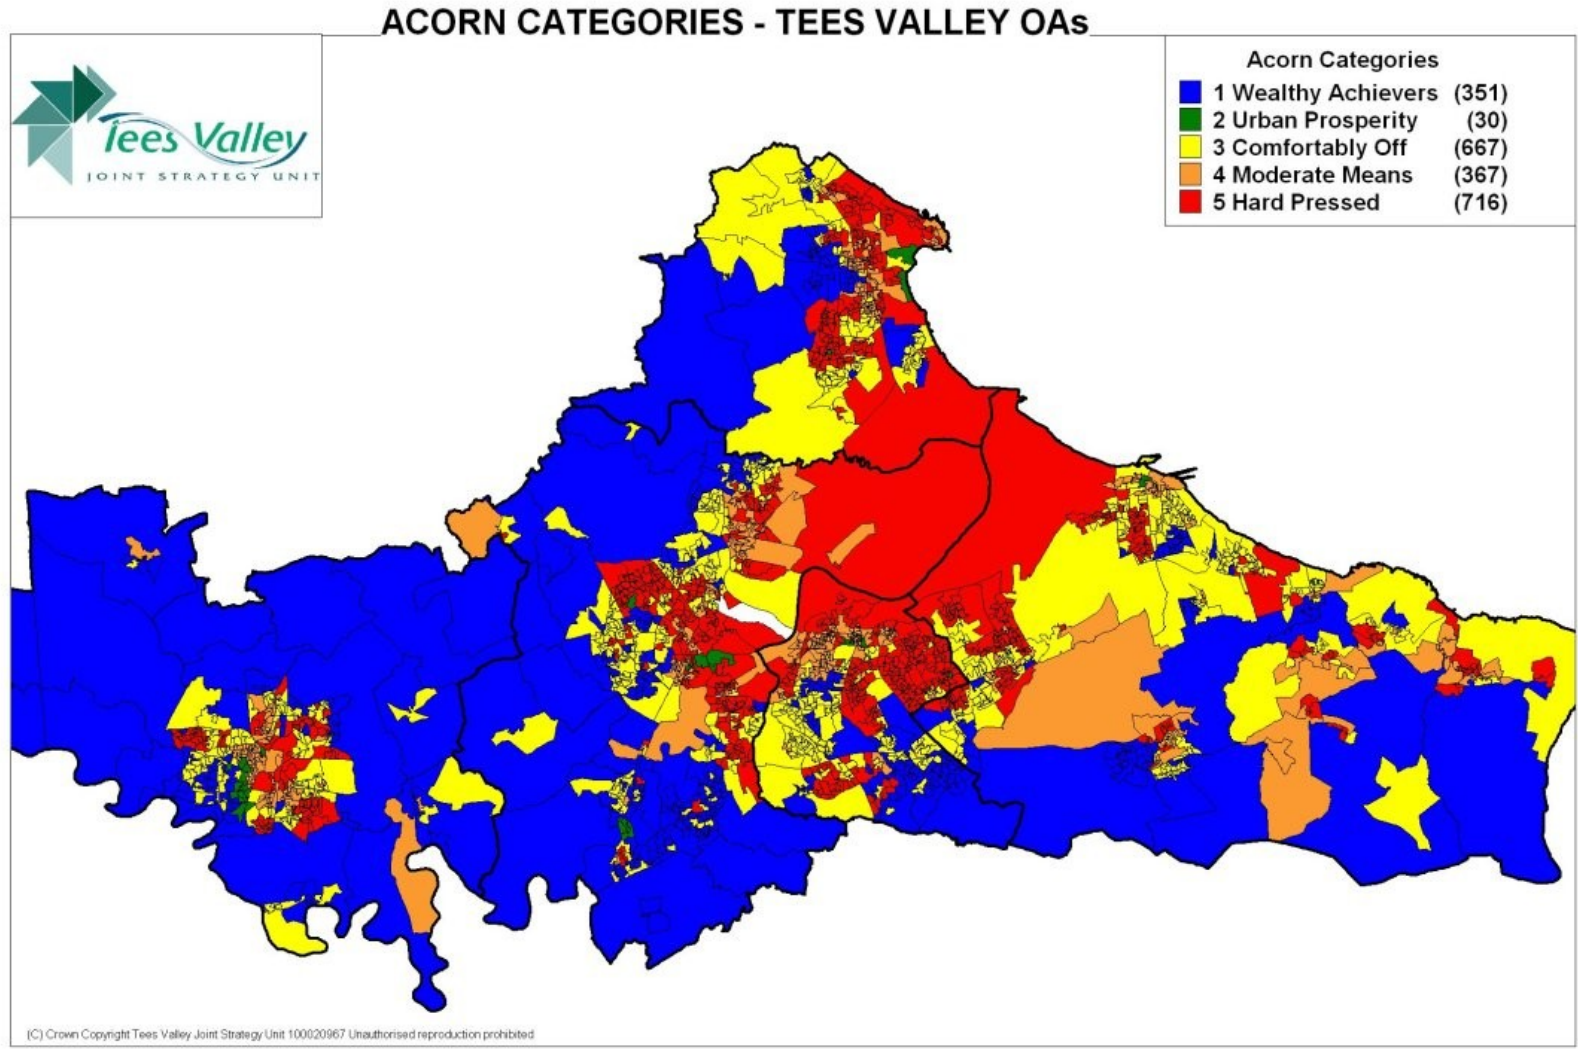 ACORN CATEGORIES - TEES VALLEY OAs
Tees Valley
JOINT STRATEGY UNIT
Acorn Categories
1 Wealthy Achievers (351)
2 Urban Prosperity (30)
3 Comfortably Off (667)
4 Moderate Means (367)
5 Hard Pressed (716)
(C) Crown Copyright Tees Valley Joint Strategy Unit 100020967 Unauthorised reproduction prohibited